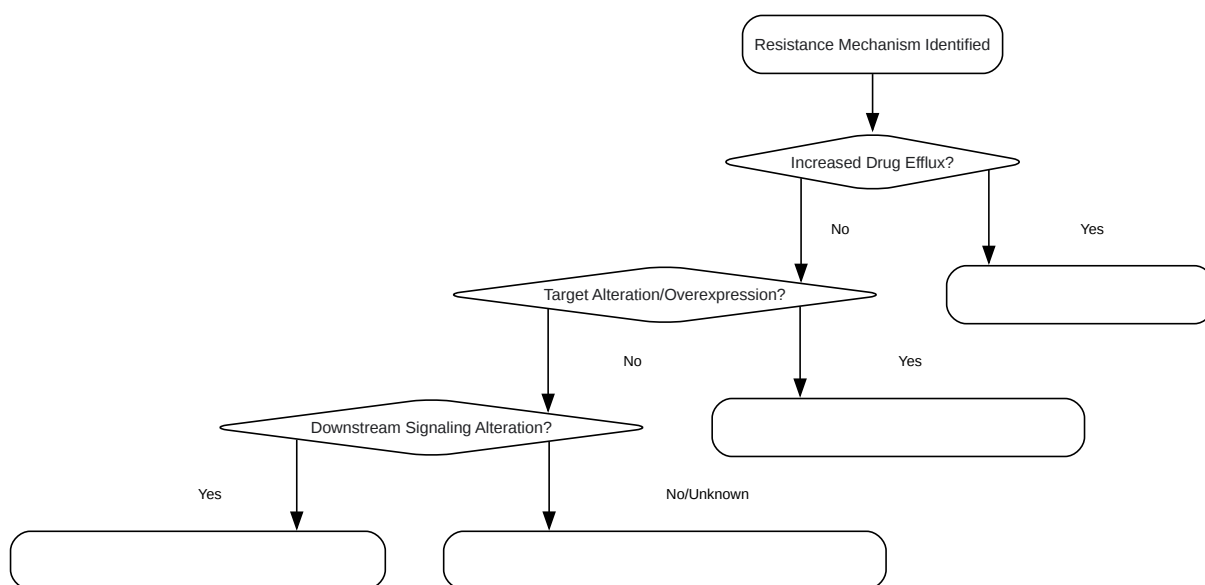 Resistance Mechanism Identified
Increased Drug Efflux?
No
Yes
Target Alteration/Overexpression?
No
Yes
Downstream Signaling Alteration?
Yes
No/Unknown